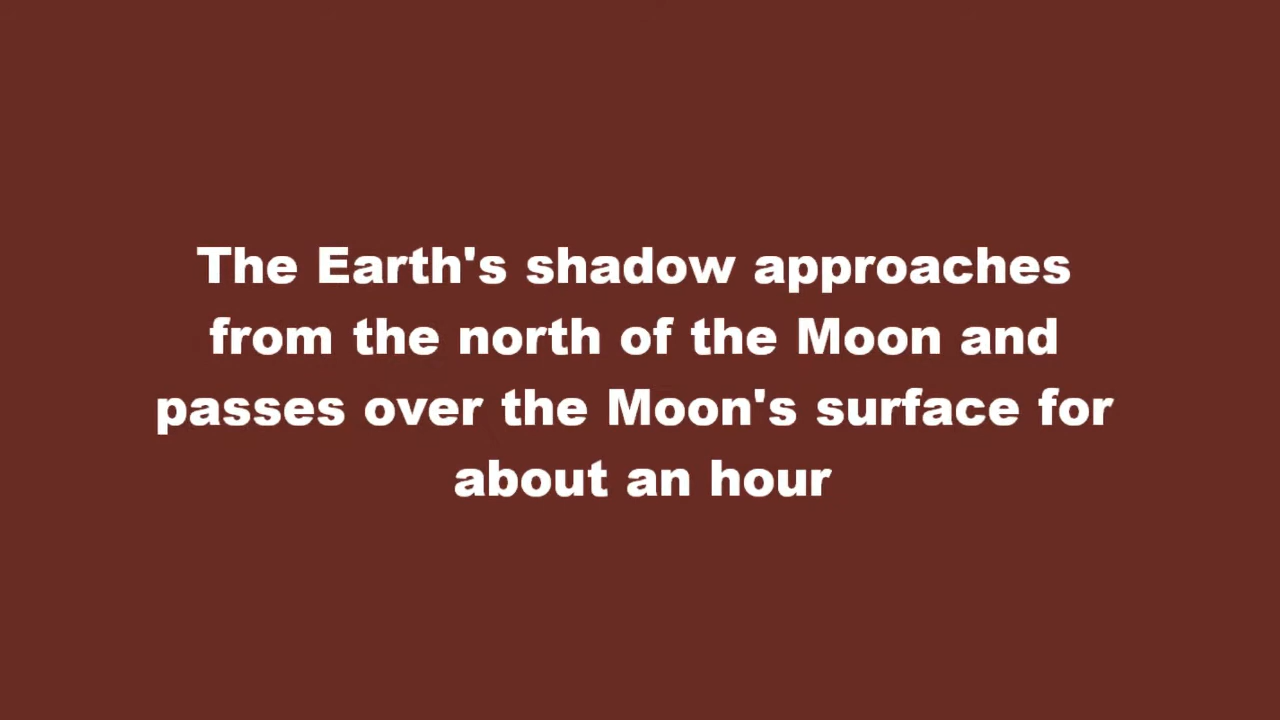 The Earth's shadow approaches
from the north of the Moon and
passes over the Moon's surface for
about an hour